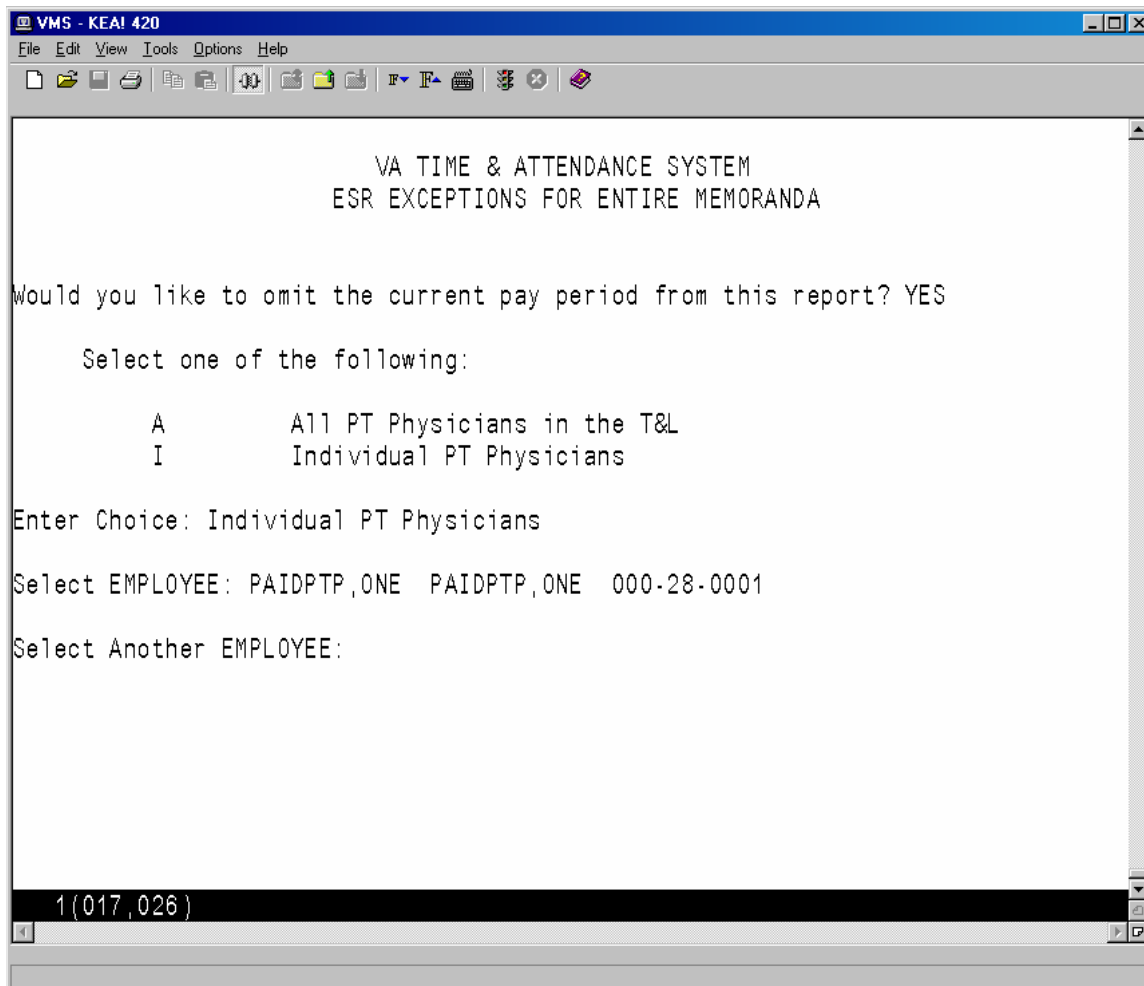 VMS - KEA! 420
File Edit View Tools Options Help
VA TIME & ATTENDANCE SYSTEM
ESR EXCEPTIONS FOR ENTIRE MEMORANDA
Would you like to omit the current pay period from this report? YES
Select one of the following:
A All PT Physicians in the T&L
I Individual PT Physicians
Enter Choice: Individual PT Physicians
Select EMPLOYEE: PAIDPTP,ONE PAIDPTP,ONE 000-28-0001
Select Another EMPLOYEE:
1(017,026)